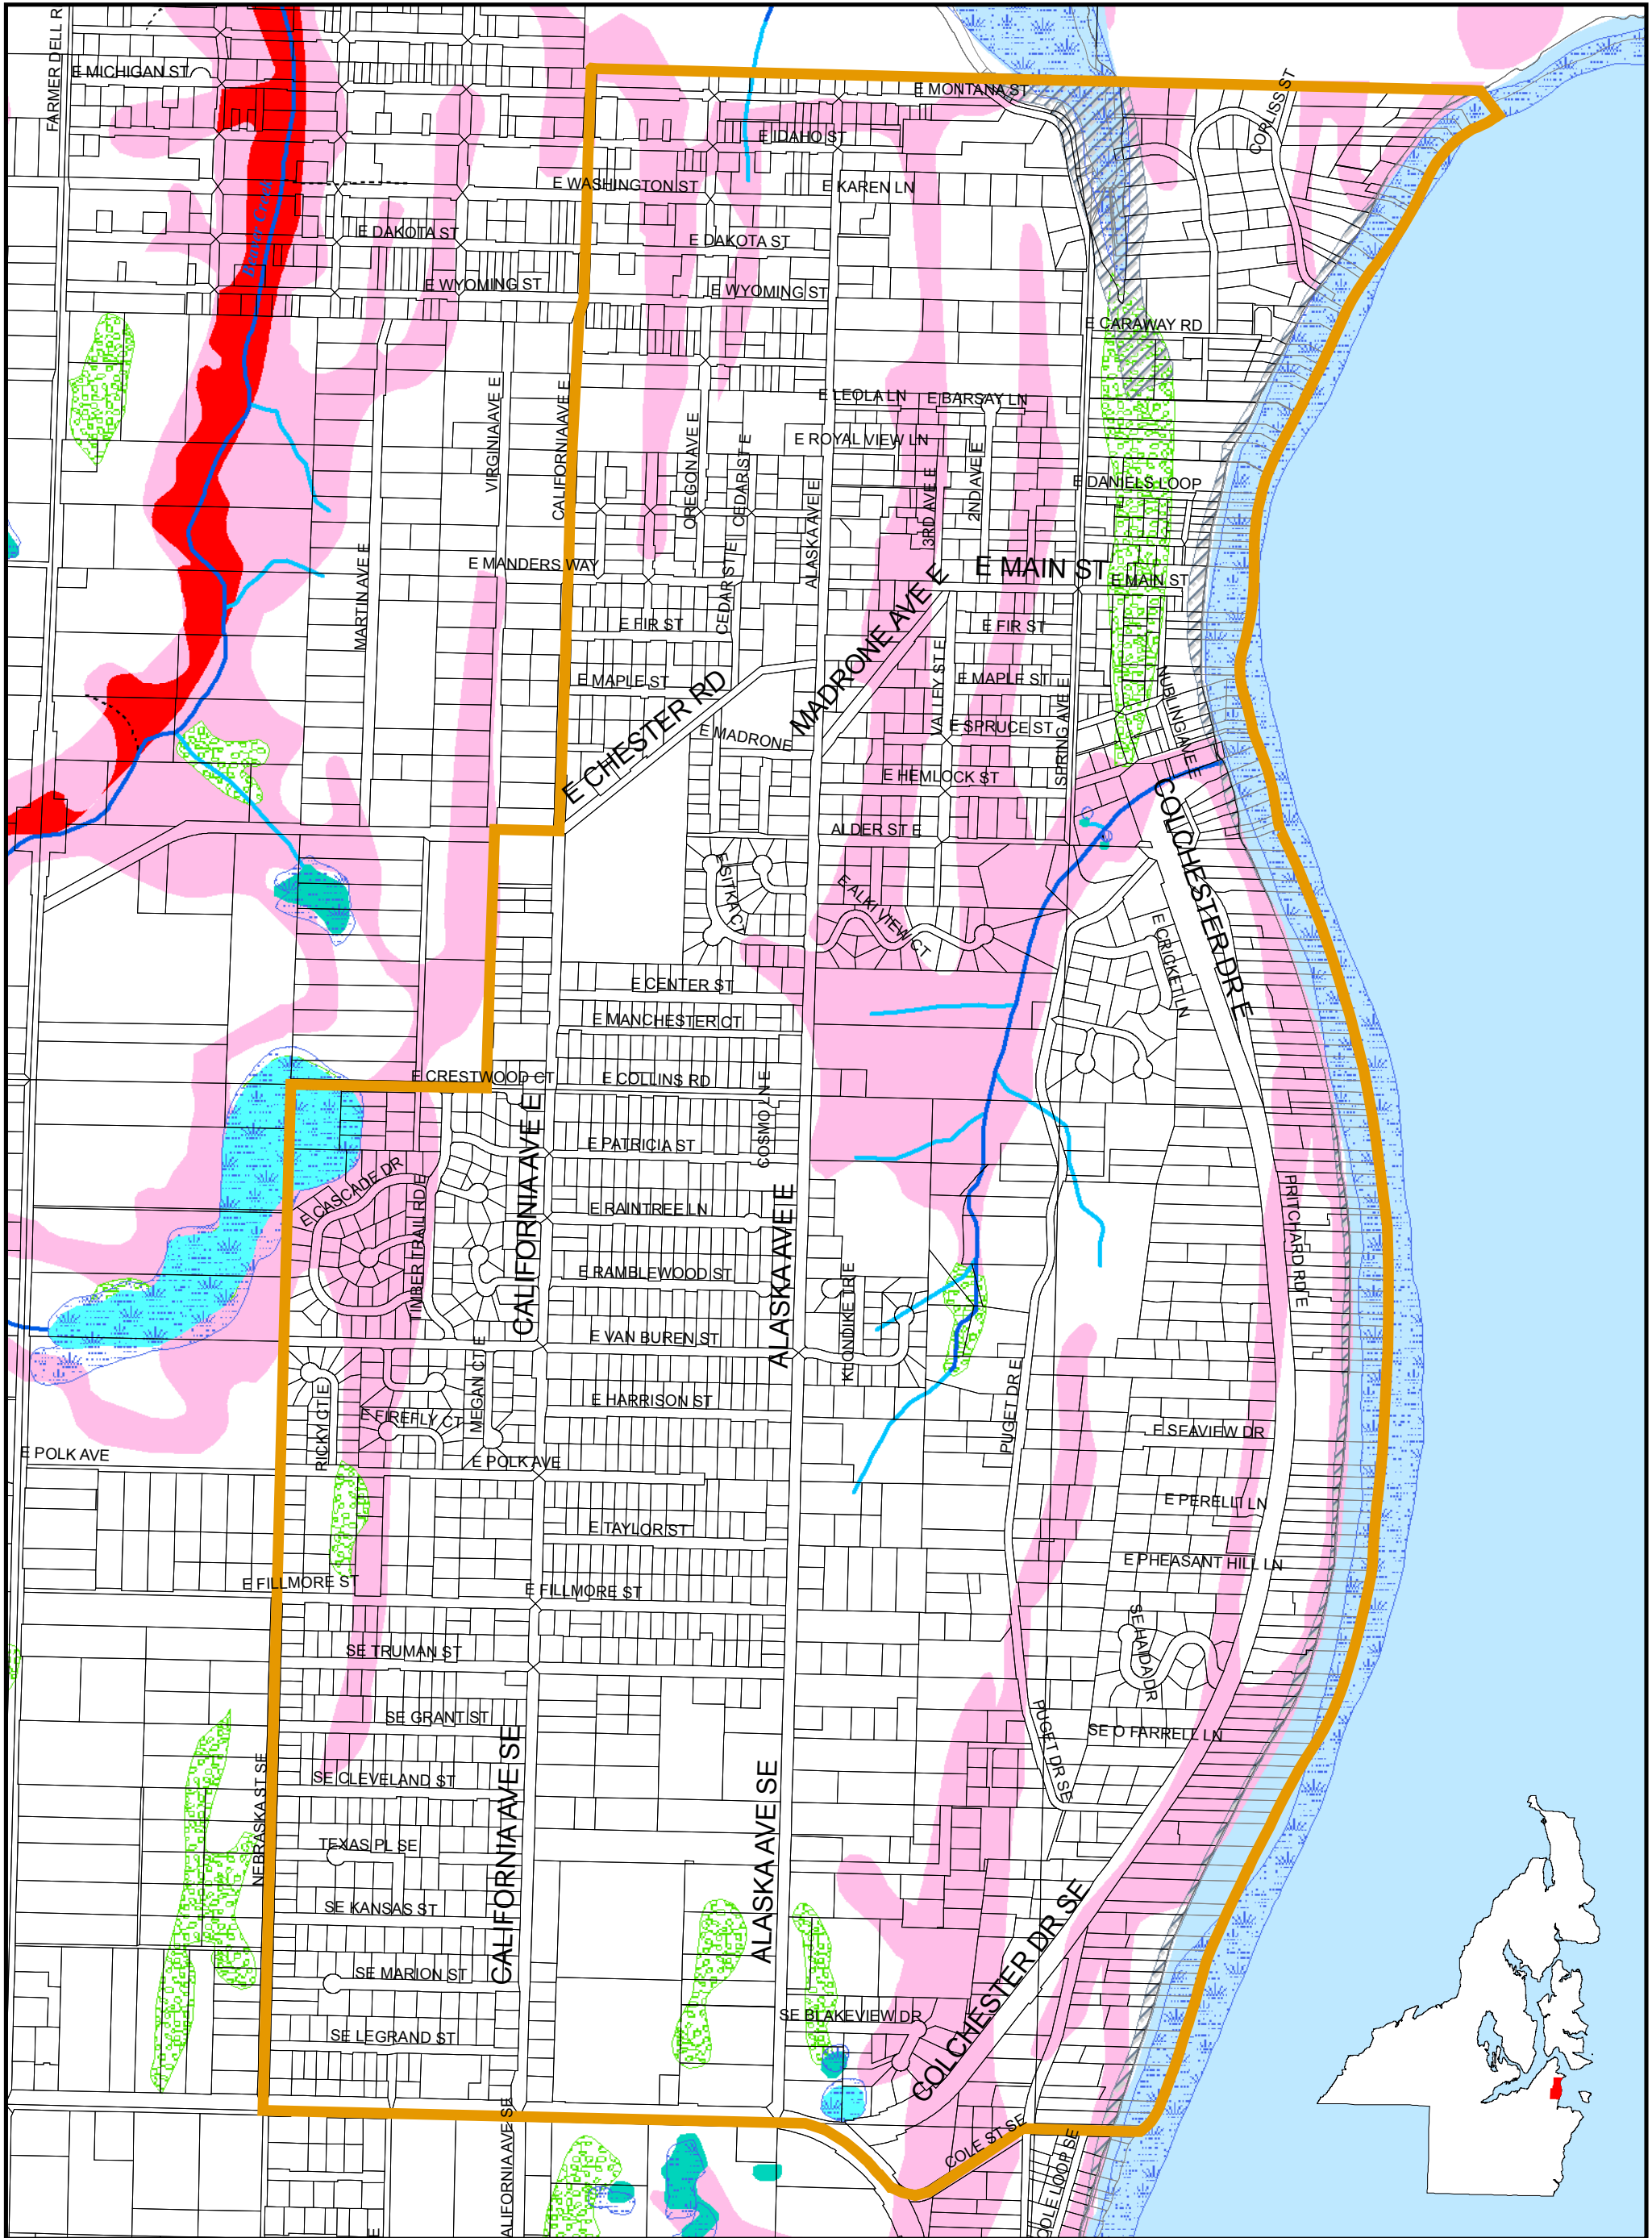 FARMER DELL R
E MICHIGAN ST
E MONTANA ST
CORLISS ST
E IDAHO ST
E WASHINGTON ST
E KAREN LN
Beaver Creek
E DAKOTA ST
E DAKOTA ST
E WYOMING ST
E WYOMING ST
E CARAWAY RD
VIRGINIA AVE E
CALIFORNIA AVE E
E LEOLA LN
E BARSAY LN
OREGON AVE E
CEDAR ST E
E ROYAL VIEW LN
3RD AVE E
2ND AVE E
E DANIELS LOOP
ALASKA AVE E
MARTIN AVE
E MANDERS WAY
CEDAR ST E
E MAIN ST
E MAIN ST
MADRONE AVE E
E FIR ST
E FIR ST
E CHESTER RD
E MAPLE ST
VALLEY ST E
E MAPLE ST
SPRING AVE E
NUBLING AVE E
E MADRONE
E SPRUCE ST
E HEMLOCK ST
COLCHESTER DR E
ALDER ST E
E SITKA CT
E ALKI VIEW CT
E CRICKET LN
E CENTER ST
E MANCHESTER CT
E CRESTWOOD CT
E COLLINS RD
COSMO LN E
CALIFORNIA AVE E
E PATRICIA ST
E CASCADE DR
TIMBER TRAIL RD E
E RAINTREE LN
ALASKA AVE E
PRITCHARD RD E
E RAMBLEWOOD ST
KLONDIKE TRL E
E VAN BUREN ST
MEGAN CT E
PUGET DR E
RICKY CT E
E FIREFLY CT
E HARRISON ST
E SEAVIEW DR
E POLK AVE
E POLK AVE
E PERELLI LN
E TAYLOR ST
E PHEASANT HILL LN
E FILLMORE ST
E FILLMORE ST
SE HAIDA DR
SE TRUMAN ST
SE GRANT ST
PUGET DR SE
SE O FARRELL LN
NEBRASKA ST SE
CALIFORNIA AVE SE
ALASKA AVE SE
SE CLEVELAND ST
TEXAS PL SE
SE KANSAS ST
COLCHESTER DR SE
SE MARION ST
SE BLAKEVIEW DR
SE LEGRAND ST
ALIFORNIA AVE SE
COLE ST SE
COLE LOOP SE
E